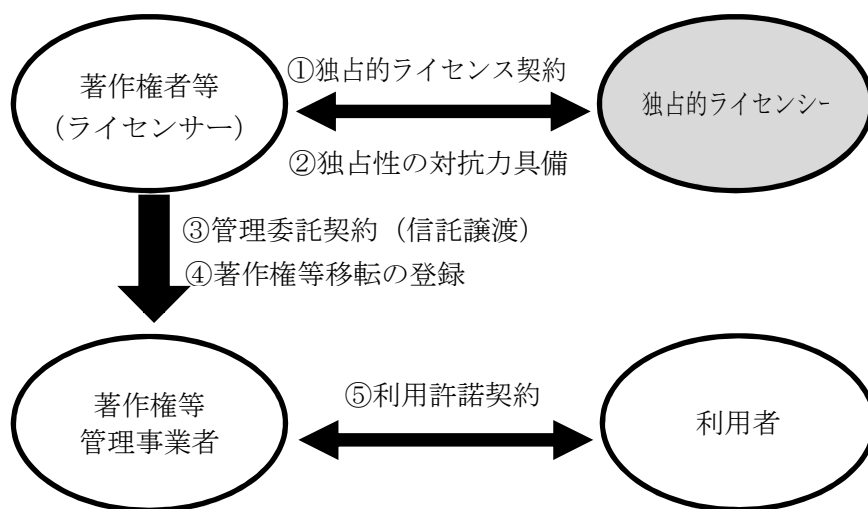 著作権者等
(ライセンサー)
①独占的ライセンス契約
②独占性の対抗力具備
独占的ライセンシー
③管理委託契約（信託譲渡）
④著作権等移転の登録
著作権等
管理事業者
⑤利用許諾契約
利用者